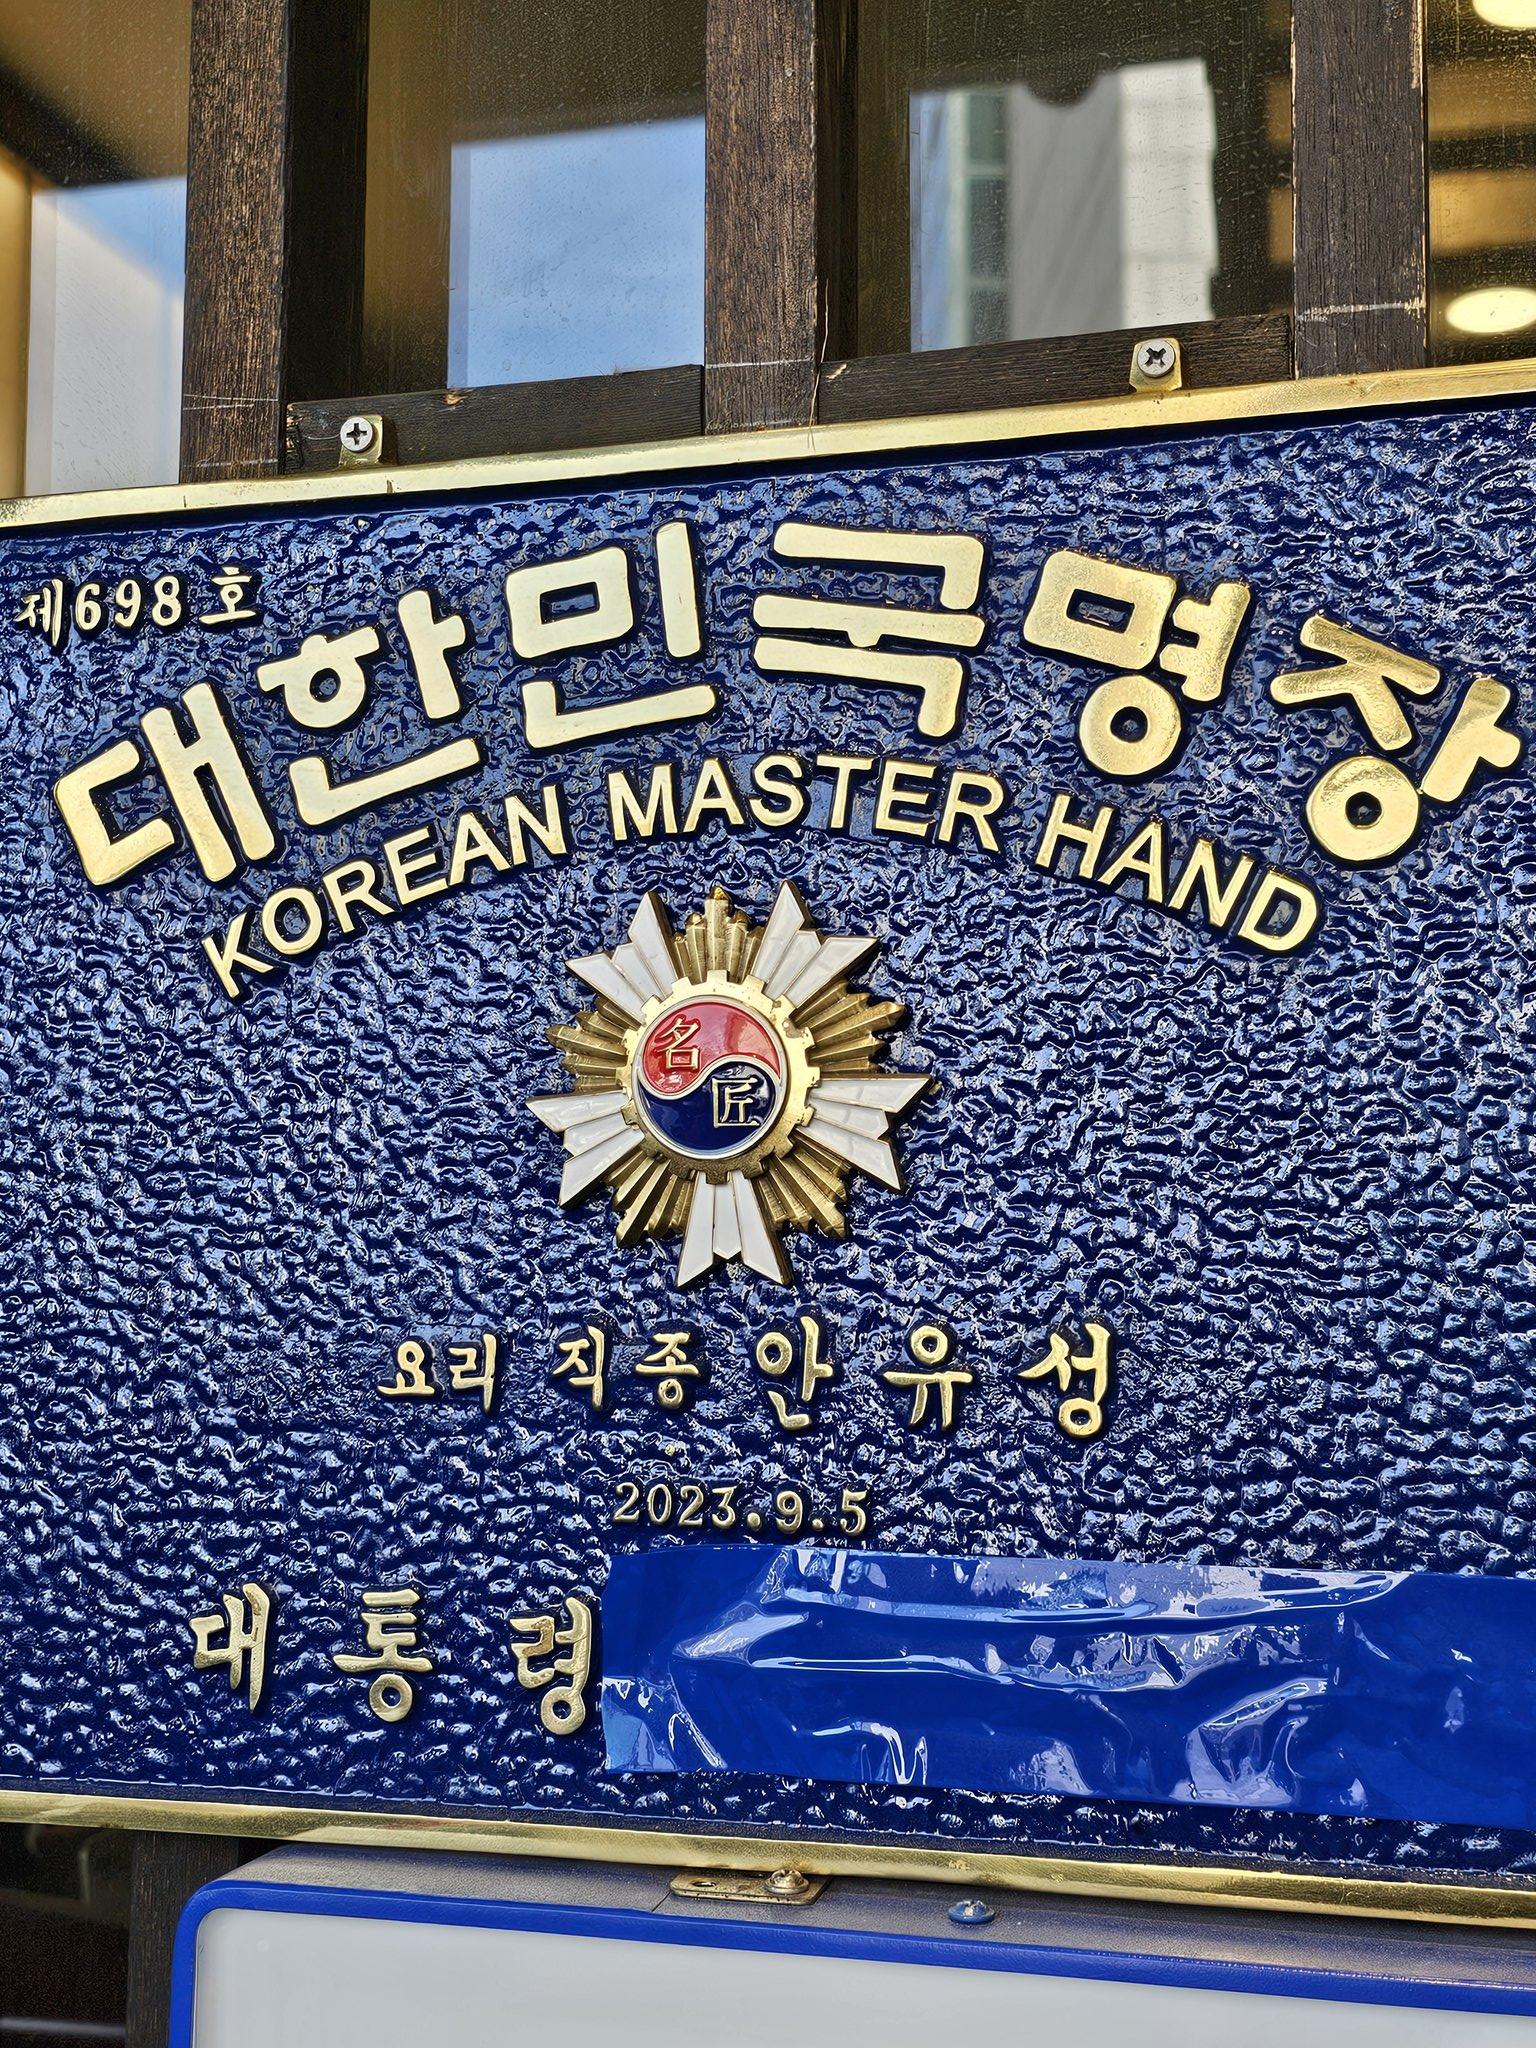 제698호
대한민국명장
KOREAN MASTER HAND
名
匠
요리 직종 안유성
2023.9.5
대통령